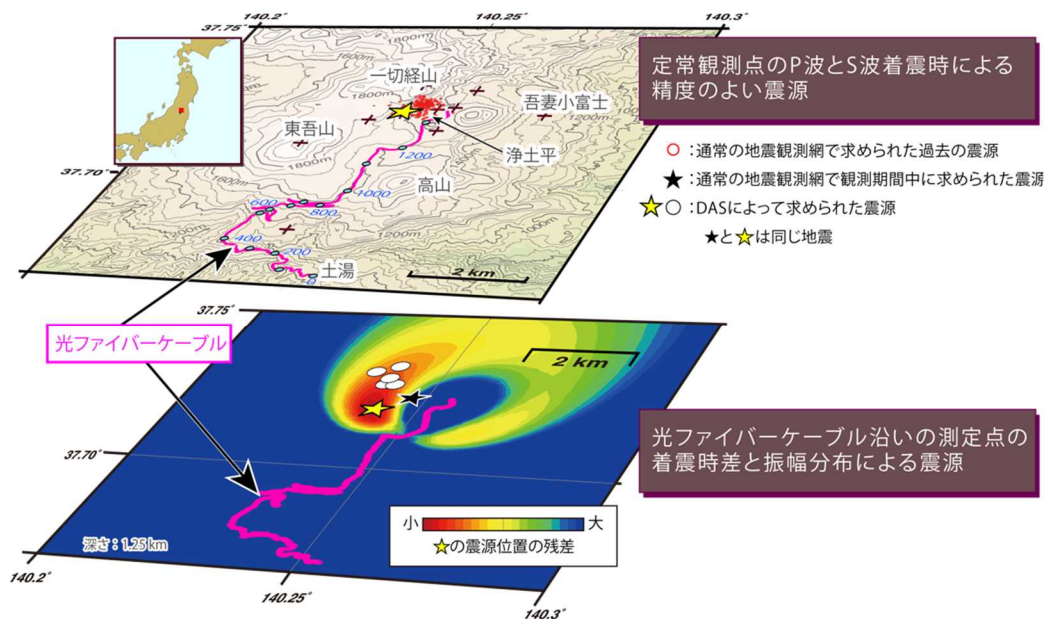 140.2°
140.25°
140.3°
37.75°
一切経山
1800m
1600m
吾妻小富士
東吾山
1800m
1200m
浄土平
37.70°
1200
1000
高山
600
800
1600m
400
1200m
200
土湯
0
2 km
定常観測点のP波とS波着震時による
精度のよい震源
○：通常の地震観測網で求められた過去の震源
★：通常の地震観測網で観測期間中に求められた震源
☆○：DASによって求められた震源
★と☆は同じ地震
光ファイバーケーブル
37.75°
2 km
37.70°
深さ：1.25 km
小
大
☆の震源位置の残差
140.2°
140.25°
140.3°
光ファイバーケーブル沿いの測定点の
着震時差と振幅分布による震源